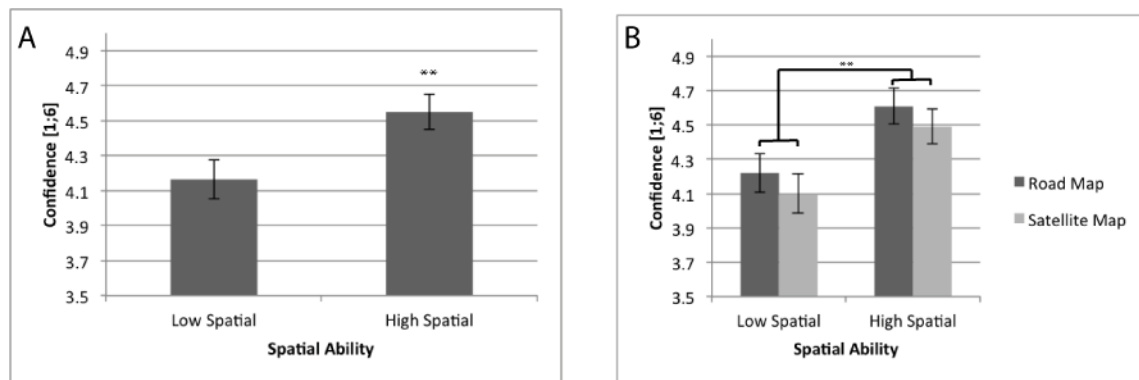 A
4.9
4.7
4.5
4.3
4.1
3.9
3.7
3.5
Confidence [1;6]
**
Low Spatial
High Spatial
Spatial Ability
B
4.9
4.7
4.5
4.3
4.1
3.9
3.7
3.5
Confidence [1;6]
**
Low Spatial
High Spatial
Spatial Ability
Road Map
Satellite Map